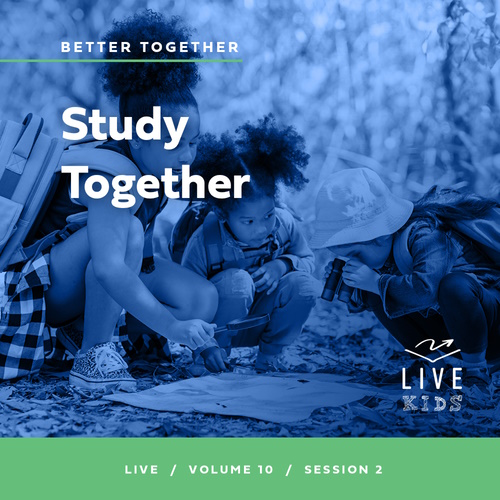 BETTER TOGETHER
Study
Together
LIVE
KIDS
LIVE / VOLUME 10 / SESSION 2